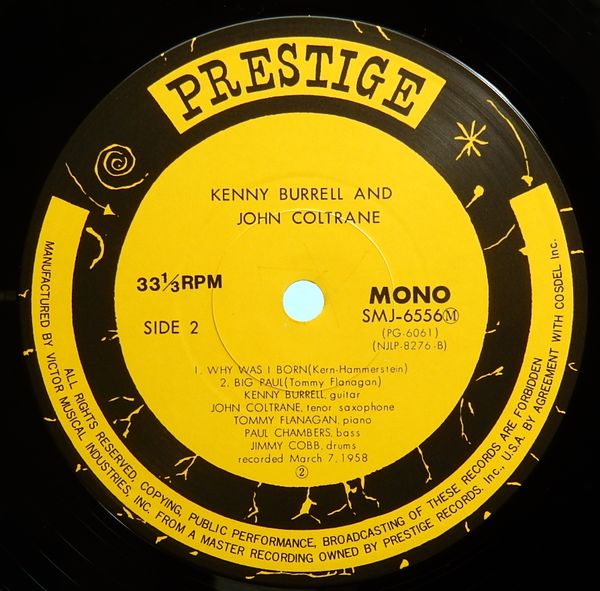 PRESTIGE
KENNY BURRELL AND
JOHN COLTRANE
33 1/3 RPM
SIDE 2
MONO
SMJ-6556Ⓜ
(PG-6061)
(NJLP-8276-B)
1. WHY WAS I BORN(Kern-Hammerstein)
2. BIG PAUL(Tommy Flanagan)
KENNY BURRELL, guitar
JOHN COLTRANE, tenor saxophone
TOMMY FLANAGAN, piano
PAUL CHAMBERS, bass
JIMMY COBB, drums
recorded March 7, 1958
②
ALL RIGHTS RESERVED, COPYING, PUBLIC PERFORMANCE, BROADCASTING OF THESE RECORDS ARE FORBIDDEN
MANUFACTURED BY VICTOR MUSICAL INDUSTRIES, INC. FROM A MASTER RECORDING OWNED BY PRESTIGE RECORDS. Inc., U.S.A. BY AGREEMENT WITH COSDEL Inc.